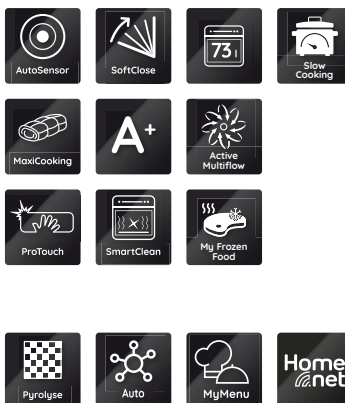 AutoSensor
SoftClose
73 l
Slow
Cooking
MaxiCooking
A+
Active
Multiflow
ProTouch
SmartClean
My Frozen
Food
Pyrolyse
Auto
MyMenu
Home
.net